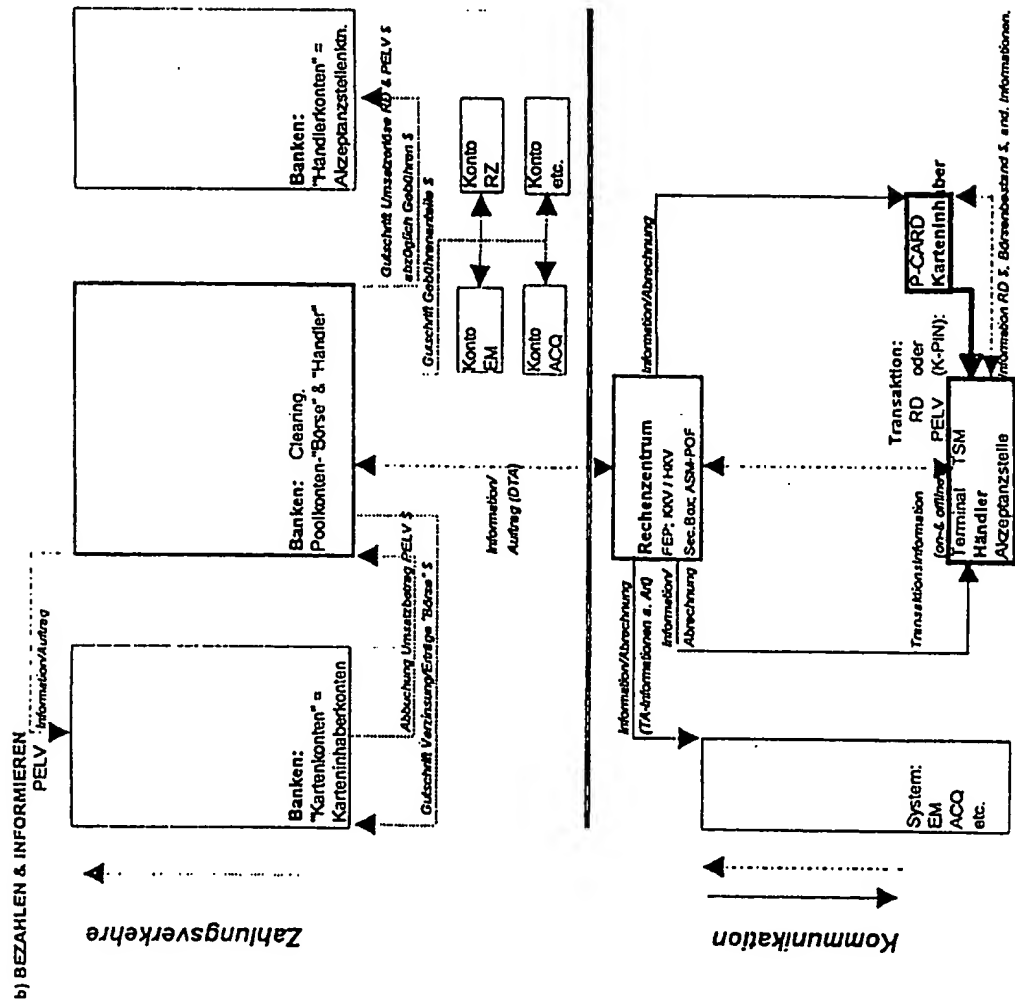 b) BEZAHLEN & INFORMIEREN
PELV
Information/Auftrag
Zahlungsverkehre
Banken:
"Kartenkonten" =
Karteninhaberkonten
Abbuchung Umsatzbetrag PELV $
Gutschrift Verzinsung/Erträge "Börse" $
Banken: Clearing.
Poolkonten-"Börse" & "Händler"
Banken:
"Händlerkonten" =
Akzeptanzstellenktn.
Gutschrift Umsatzerlöse RD & PELV $
abzüglich Gebühren $
Gutschrift Gebührenanteile $
Konto
EM
Konto
RZ
Konto
ACQ
Konto
etc.
Information/
Auftrag (DTA)
Kommunikation
System:
EM
ACQ
etc.
Information/Abrechnung
(TA-Informationen a. Art)
Information/
Abrechnung
Rechenzentrum
FEP; KKV / HKV
Sec.Box; ASM-POF
Information/Abrechnung
P-CARD
Karteninhaber
Transaktion:
RD oder
PELV (K-PIN):
Transaktionsinformation
(on-& offline)
Terminal TSM
Händler
Akzeptanzstelle
Information RD $, Börsenbestand $, and. Informationen.